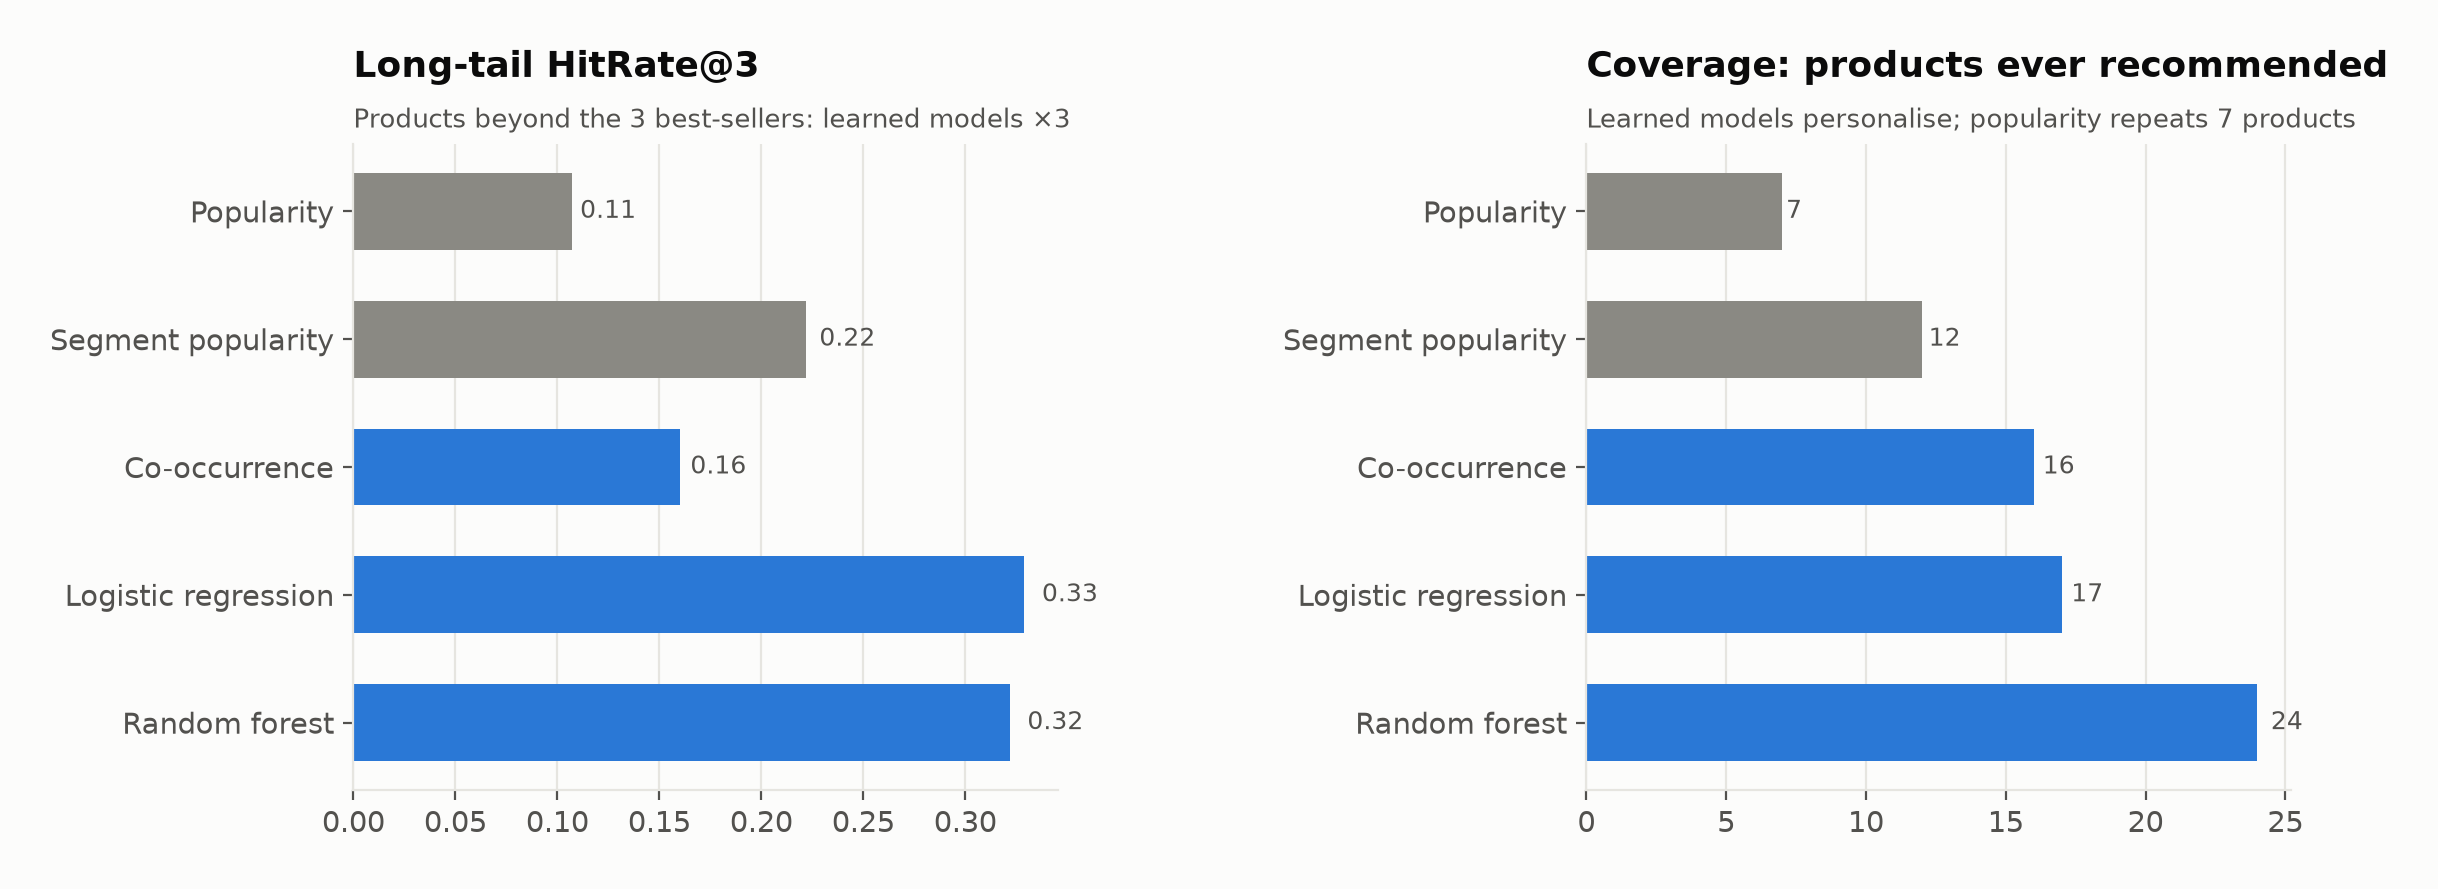 Long-tail HitRate@3
Products beyond the 3 best-sellers: learned models ×3
Popularity
0.11
Segment popularity
0.22
Co-occurrence
0.16
Logistic regression
0.33
Random forest
0.32
0.00 0.05 0.10 0.15 0.20 0.25 0.30
Coverage: products ever recommended
Learned models personalise; popularity repeats 7 products
Popularity
7
Segment popularity
12
Co-occurrence
16
Logistic regression
17
Random forest
24
0 5 10 15 20 25